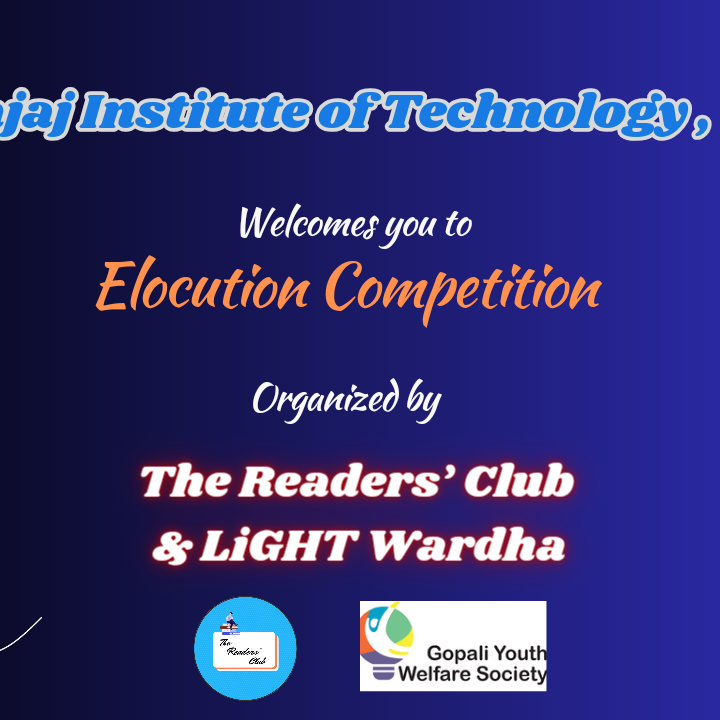 jaj Institute of Technology,
Welcomes you to
Elocution Competition
Organized by
The Readers’ Club
& LiGHT Wardha
The
Readers'
Club
Gopali Youth
Welfare Society